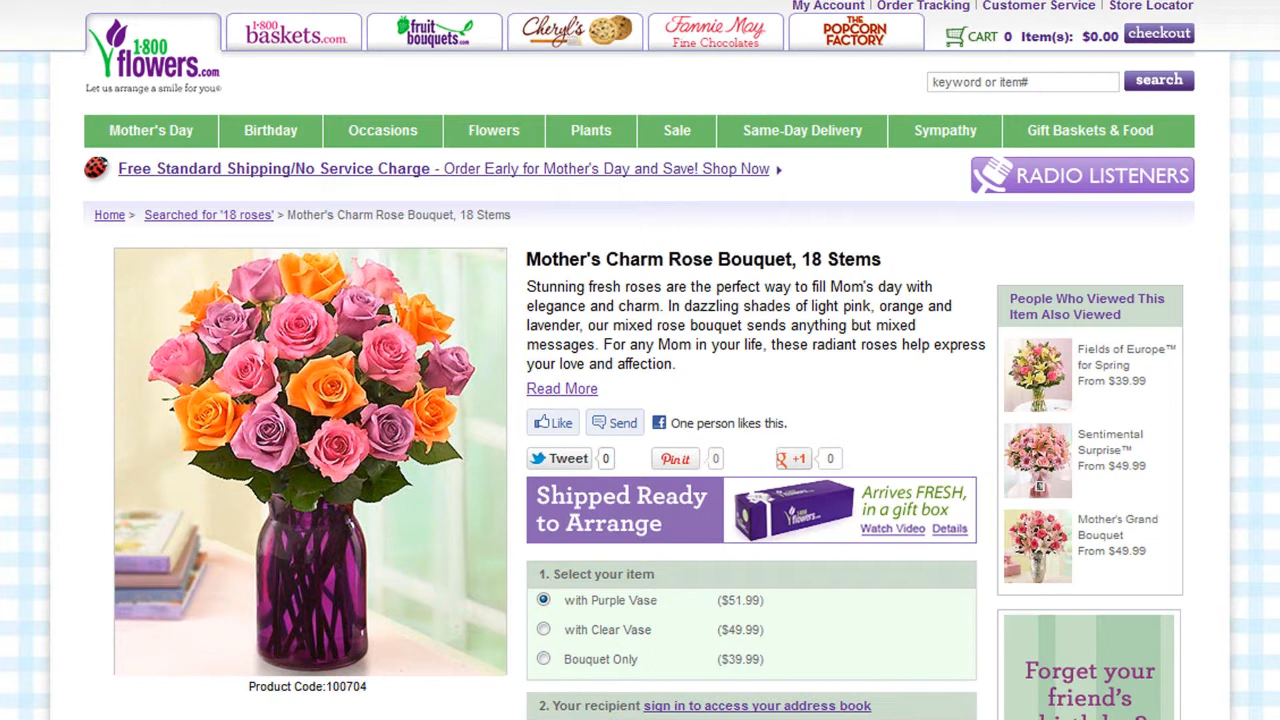 My Account | Order Tracking | Customer Service | Store Locator
1·800 flowers.com
Let us arrange a smile for you®
1·800 baskets.com
fruit bouquets.com
Cheryl's
Fannie May
Fine Chocolates
THE POPCORN FACTORY
CART 0 Item(s): $0.00 checkout
keyword or item# search
Mother's Day Birthday Occasions Flowers Plants Sale Same-Day Delivery Sympathy Gift Baskets & Food
Free Standard Shipping/No Service Charge - Order Early for Mother's Day and Save! Shop Now
RADIO LISTENERS
Home > Searched for '18 roses' > Mother's Charm Rose Bouquet, 18 Stems
Mother's Charm Rose Bouquet, 18 Stems
Stunning fresh roses are the perfect way to fill Mom's day with
elegance and charm. In dazzling shades of light pink, orange and
lavender, our mixed rose bouquet sends anything but mixed
messages. For any Mom in your life, these radiant roses help express
your love and affection.
Read More
Like Send One person likes this.
Tweet 0 Pin it 0 +1 0
Shipped Ready
to Arrange
1·800 flowers.com
Arrives FRESH,
in a gift box
Watch Video Details
1. Select your item
with Purple Vase ($51.99)
with Clear Vase ($49.99)
Bouquet Only ($39.99)
2. Your recipient sign in to access your address book
Product Code:100704
People Who Viewed This
Item Also Viewed
Fields of Europe™
for Spring
From $39.99
Sentimental
Surprise™
From $49.99
Mother's Grand
Bouquet
From $49.99
Forget your
friend's
birthday?